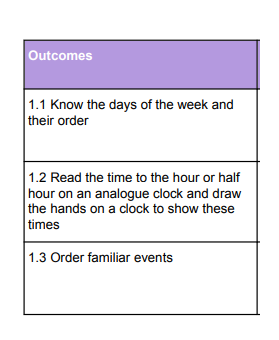 Outcomes
1.1 Know the days of the week and
their order
1.2 Read the time to the hour or half
hour on an analogue clock and draw
the hands on a clock to show these
times
1.3 Order familiar events